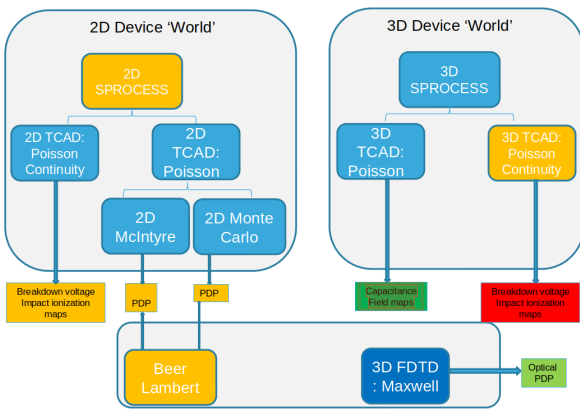 2D Device ‘World’
3D Device ‘World’
2D
SPROCESS
3D
SPROCESS
2D TCAD:
Poisson
Continuity
2D
TCAD:
Poisson
3D
TCAD:
Poisson
3D TCAD:
Poisson
Continuity
2D
McIntyre
2D Monte
Carlo
Breakdown voltage
Impact ionization
maps
PDP
PDP
Capacitance
Field maps
Breakdown voltage
Impact ionization
maps
Beer
Lambert
3D FDTD
: Maxwell
Optical
PDP